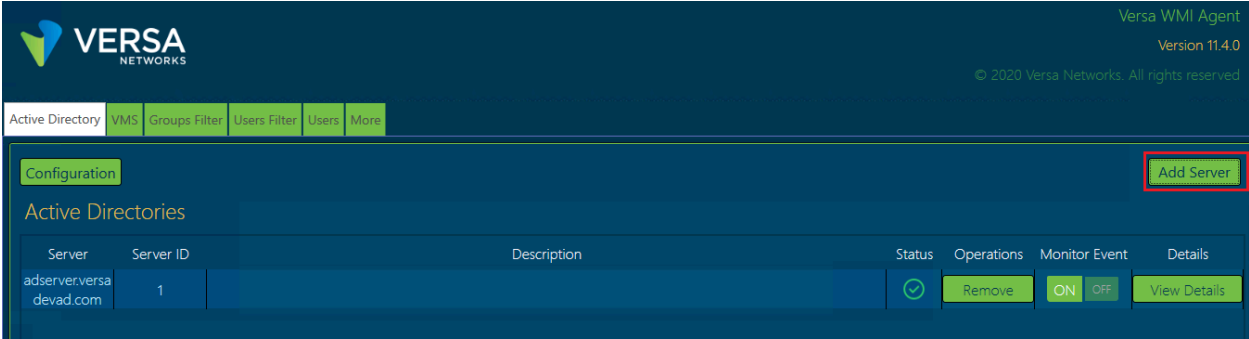 Versa WMI Agent
VERSA
NETWORKS
Version 11.4.0
© 2020 Versa Networks. All rights reserved
Active Directory VMS Groups Filter Users Filter Users More
Configuration Add Server
Active Directories
Server Server ID Description Status Operations Monitor Event Details
adserver.versa
devad.com 1 Remove ON OFF View Details